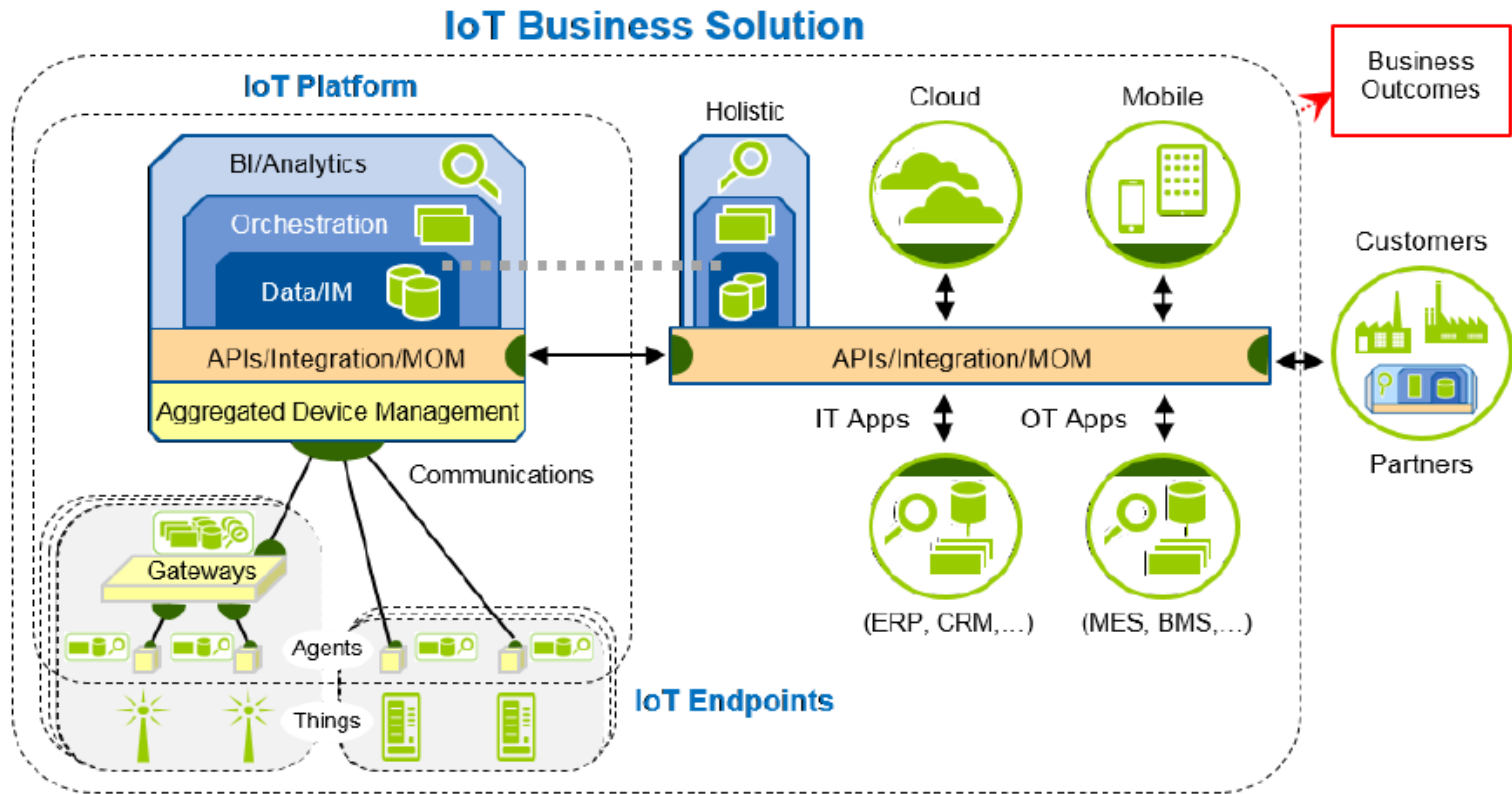 IoT Business Solution
IoT Platform
Business
Outcomes
Holistic
Cloud
Mobile
BI/Analytics
Orchestration
Data/IM
APIs/Integration/MOM
Aggregated Device Management
APIs/Integration/MOM
Customers
Partners
IT Apps
OT Apps
Communications
Gateways
(ERP, CRM,...)
(MES, BMS,...)
Agents
IoT Endpoints
Things